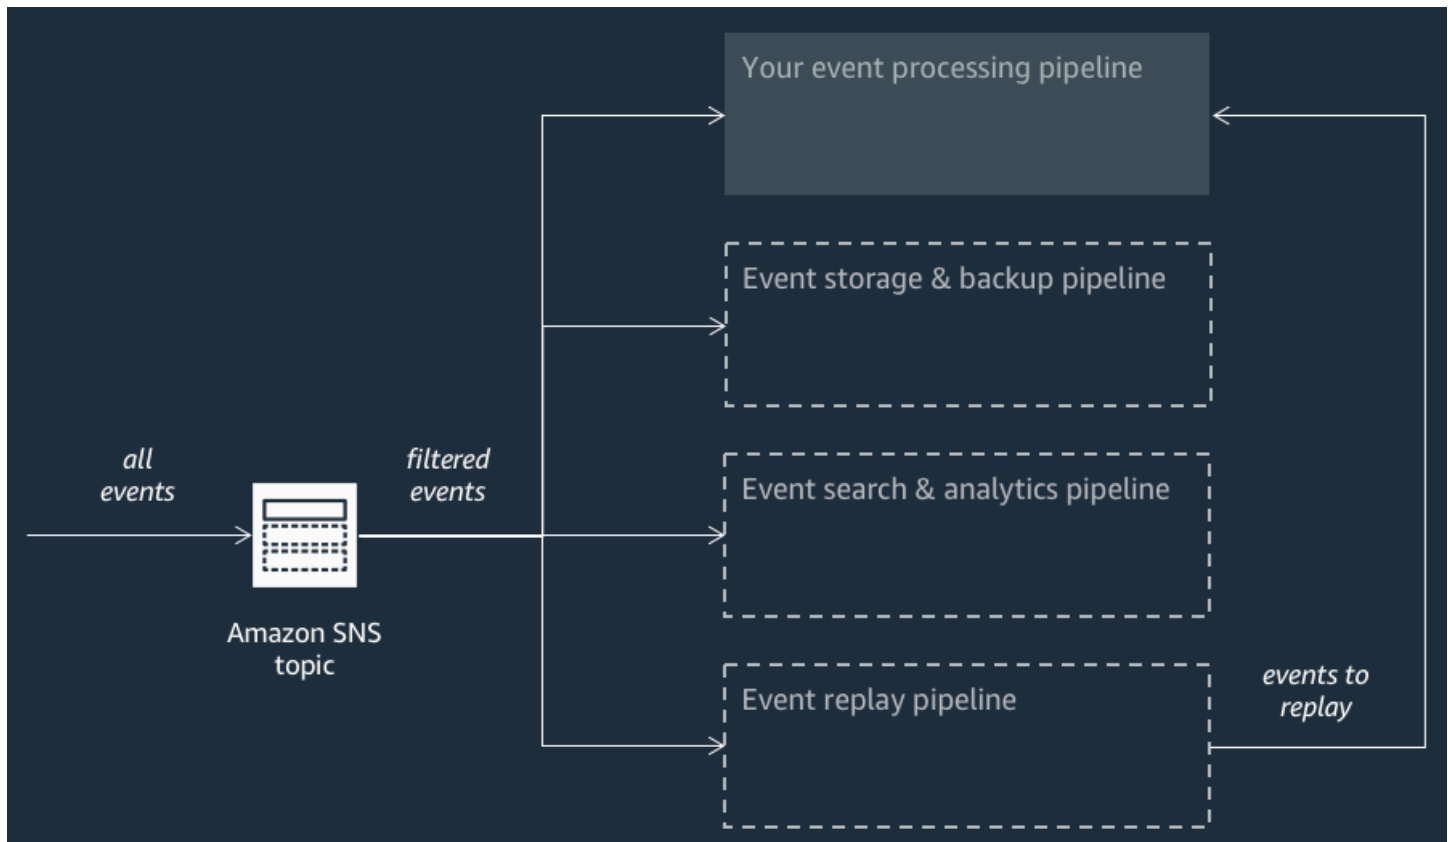 Your event processing pipeline
Event storage & backup pipeline
all
events
filtered
events
Event search & analytics pipeline
Amazon SNS
topic
Event replay pipeline
events to
replay